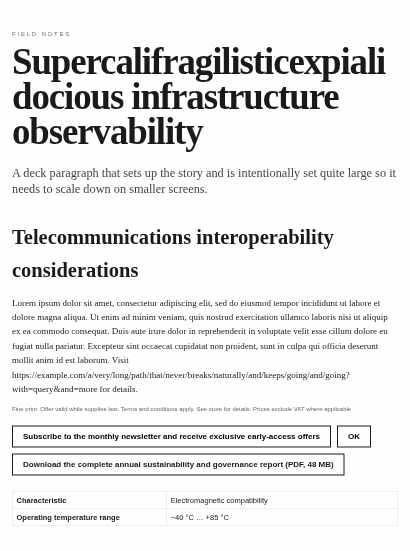 FIELD NOTES
Supercalifragilisticexpiali
docious infrastructure
observability
A deck paragraph that sets up the story and is intentionally set quite large so it
needs to scale down on smaller screens.
Telecommunications interoperability
considerations
Lorem ipsum dolor sit amet, consectetur adipiscing elit, sed do eiusmod tempor incididunt ut labore et
dolore magna aliqua. Ut enim ad minim veniam, quis nostrud exercitation ullamco laboris nisi ut aliquip
ex ea commodo consequat. Duis aute irure dolor in reprehenderit in voluptate velit esse cillum dolore eu
fugiat nulla pariatur. Excepteur sint occaecat cupidatat non proident, sunt in culpa qui officia deserunt
mollit anim id est laborum. Visit
https://example.com/a/very/long/path/that/never/breaks/naturally/and/keeps/going/and/going?
with=query&and=more for details.
Fine print: Offer valid while supplies last. Terms and conditions apply. See store for details. Prices exclude VAT where applicable.
Subscribe to the monthly newsletter and receive exclusive early-access offers
OK
Download the complete annual sustainability and governance report (PDF, 48 MB)
Characteristic Electromagnetic compatibility
Operating temperature range −40 °C … +85 °C